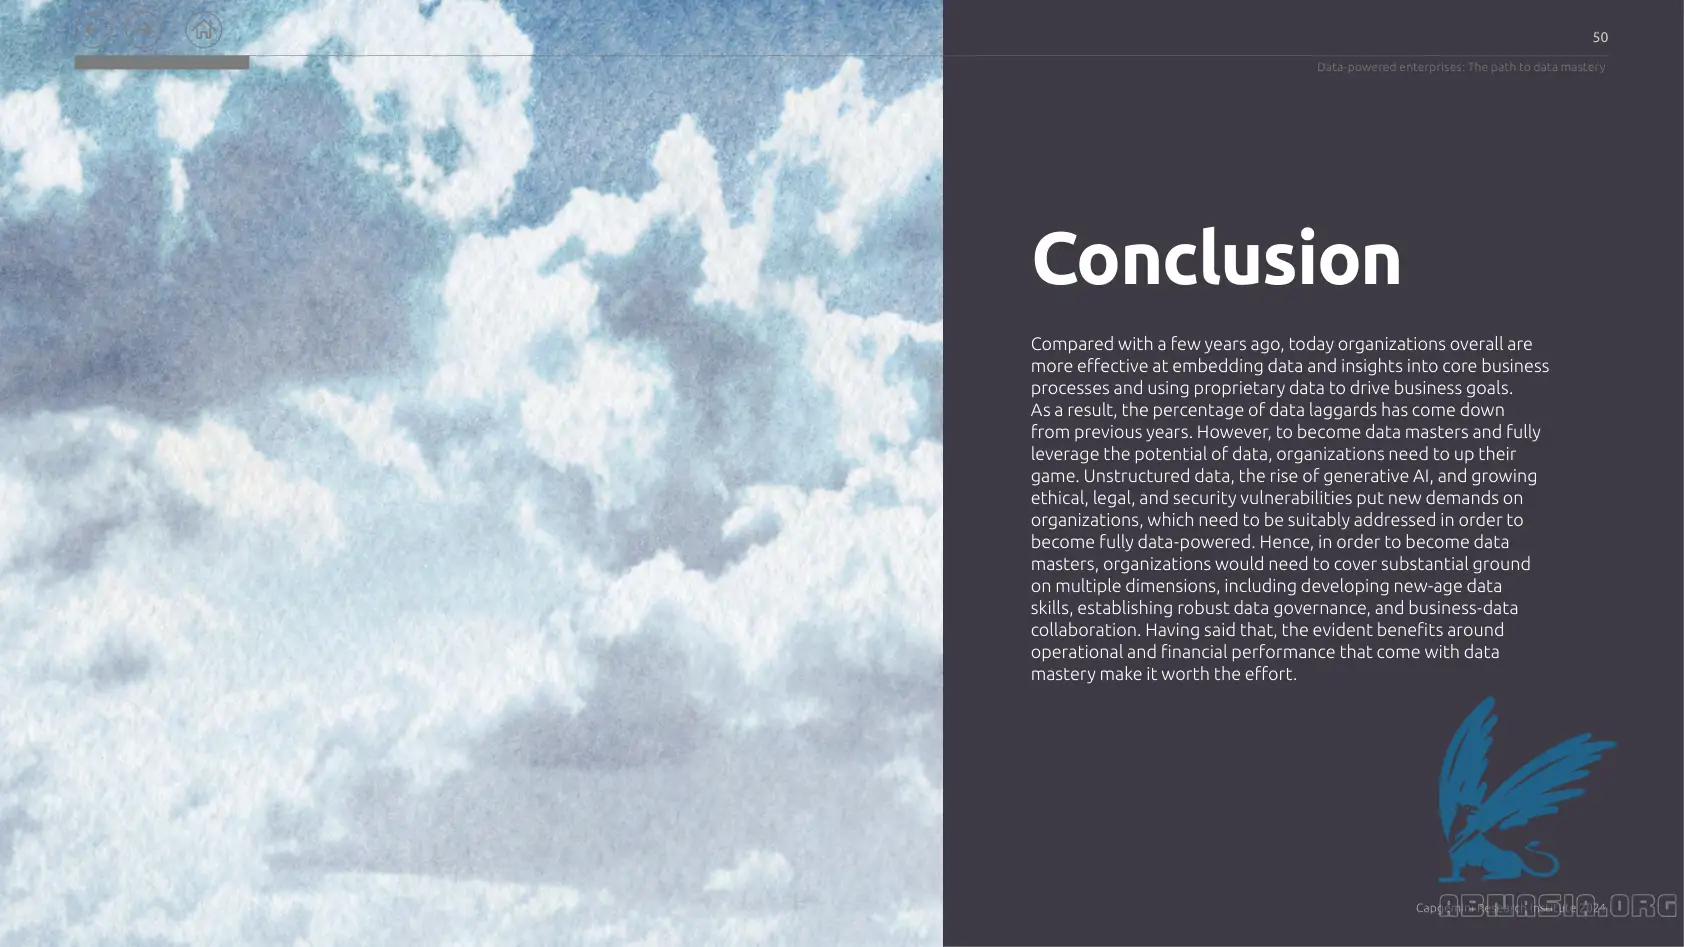 50
Data-powered enterprises: The path to data mastery
Conclusion
Compared with a few years ago, today organizations overall are
more effective at embedding data and insights into core business
processes and using proprietary data to drive business goals.
As a result, the percentage of data laggards has come down
from previous years. However, to become data masters and fully
leverage the potential of data, organizations need to up their
game. Unstructured data, the rise of generative AI, and growing
ethical, legal, and security vulnerabilities put new demands on
organizations, which need to be suitably addressed in order to
become fully data-powered. Hence, in order to become data
masters, organizations would need to cover substantial ground
on multiple dimensions, including developing new-age data
skills, establishing robust data governance, and business-data
collaboration. Having said that, the evident benefits around
operational and financial performance that come with data
mastery make it worth the effort.
Capgemini Research Institute 2024
ABNASIA.ORG